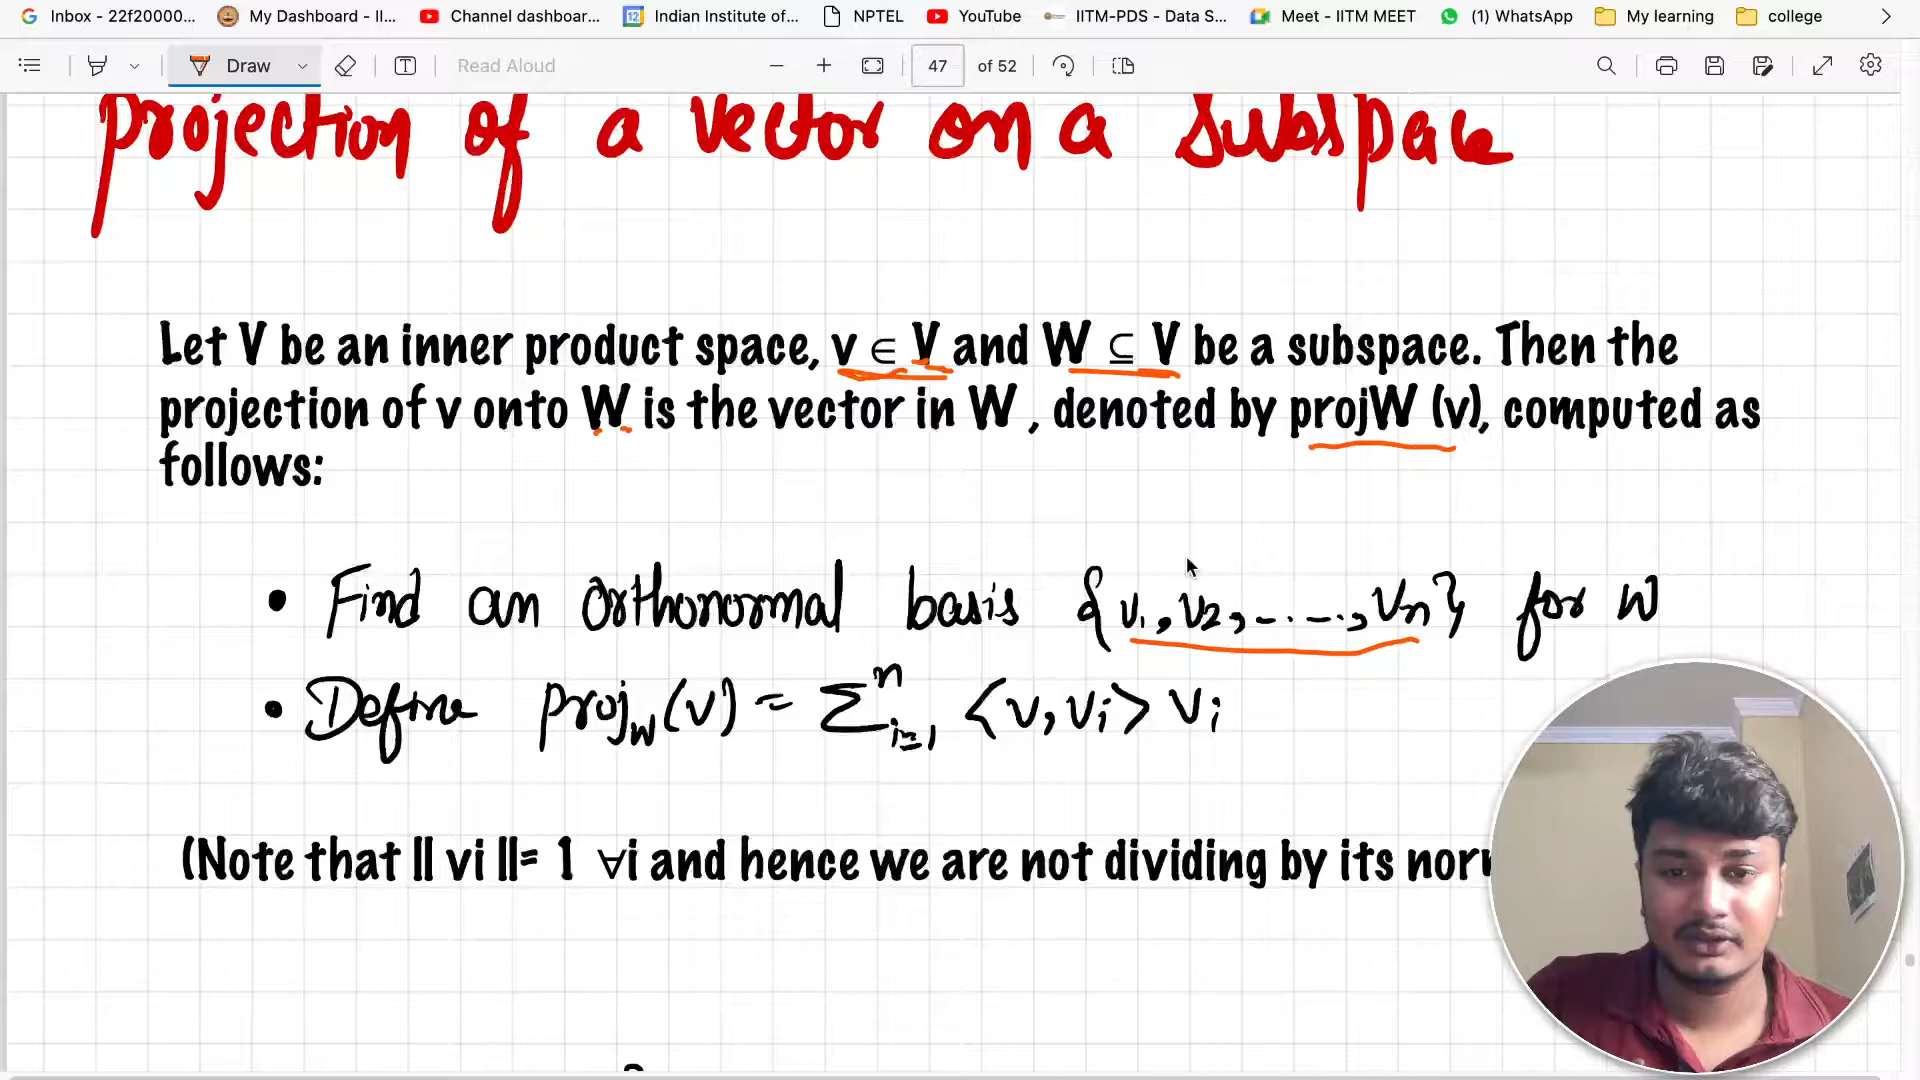 Inbox - 22f20000... My Dashboard - II... Channel dashboar... Indian Institute of... NPTEL YouTube IITM-PDS - Data S... Meet - IITM MEET (1) WhatsApp My learning college
Draw Read Aloud 47 of 52
Projection of a vector on a subspace
Let V be an inner product space, v ∈ V and W ⊆ V be a subspace. Then the
projection of v onto W is the vector in W , denoted by projW (v), computed as
follows:
• Find an orthonormal basis {v1, v2, ......, vn} for W
• Define projW(v) = Σ^n_i=1 <v, vi> vi
(Note that || vi ||= 1 ∀i and hence we are not dividing by its